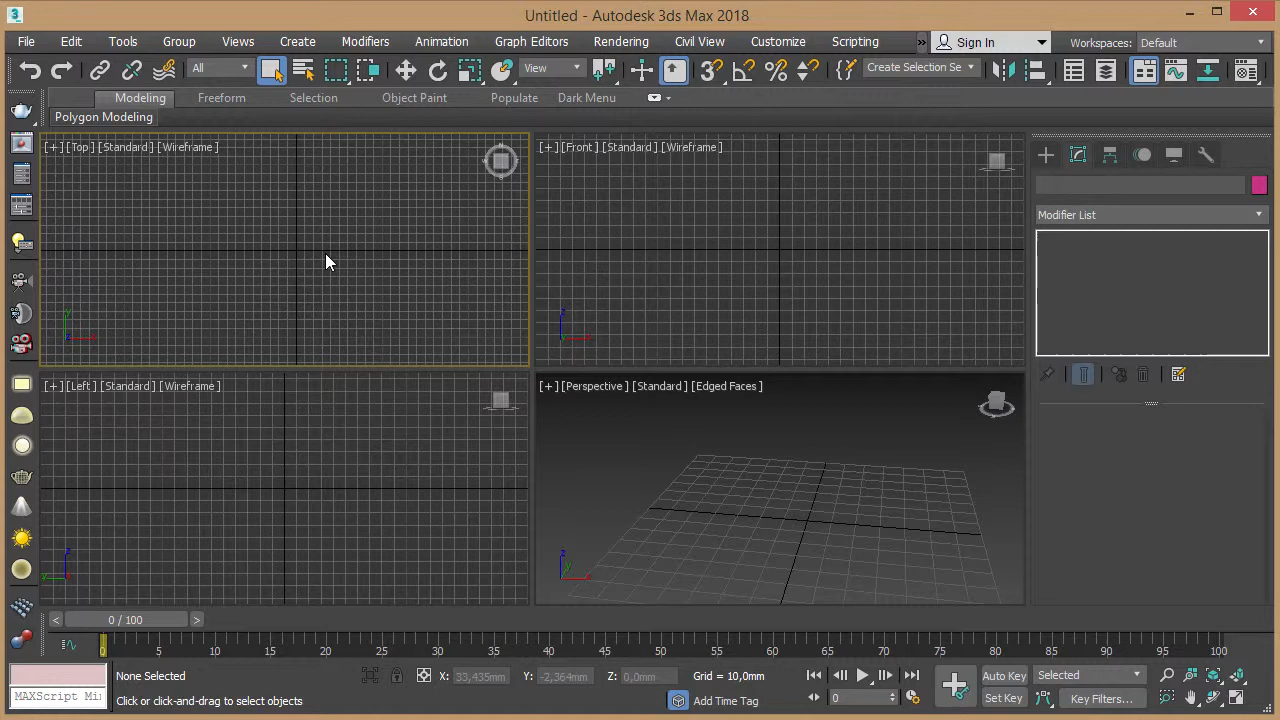 Untitled - Autodesk 3ds Max 2018
File Edit Tools Group Views Create Modifiers Animation Graph Editors Rendering Civil View Customize Scripting » Sign In Workspaces: Default
All View Create Selection Se
Modeling Freeform Selection Object Paint Populate Dark Menu
Polygon Modeling
[+] [Top] [Standard] [Wireframe]
[+] [Front] [Standard] [Wireframe]
Modifier List
y
x
z
x
[+] [Left] [Standard] [Wireframe]
[+] [Perspective] [Standard] [Edged Faces]
z
y
z
y
x
< 0 / 100 >
0 5 10 15 20 25 30 35 40 45 50 55 60 65 70 75 80 85 90 95 100
None Selected X: 33,435mm Y: -2,364mm Z: 0,0mm Grid = 10,0mm Auto Key Selected
MAXScript Mi Click or click-and-drag to select objects Add Time Tag 0 Set Key Key Filters...